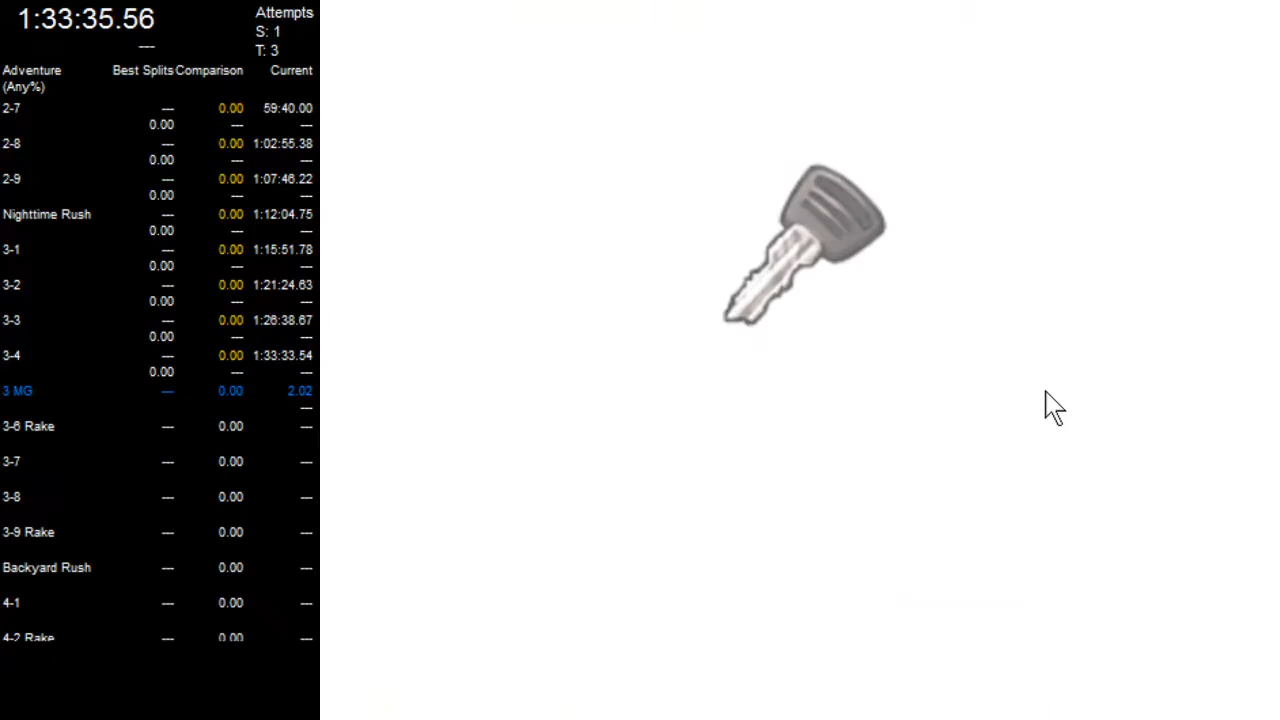 1:33:35.56
Attempts
S: 1
---
T: 3
Adventure (Any%) Best Splits Comparison Current
2-7 --- 0.00 59:40.00
0.00 --- ---
2-8 --- 0.00 1:02:55.38
0.00 --- ---
2-9 --- 0.00 1:07:46.22
0.00 --- ---
Nighttime Rush --- 0.00 1:12:04.75
0.00 --- ---
3-1 --- 0.00 1:15:51.78
0.00 --- ---
3-2 --- 0.00 1:21:24.63
0.00 --- ---
3-3 --- 0.00 1:26:38.67
0.00 --- ---
3-4 --- 0.00 1:33:33.54
0.00 --- ---
3 MG --- 0.00 2.02
---
3-6 Rake --- 0.00 ---
3-7 --- 0.00 ---
3-8 --- 0.00 ---
3-9 Rake --- 0.00 ---
Backyard Rush --- 0.00 ---
4-1 --- 0.00 ---
4-2 Rake --- 0.00 ---